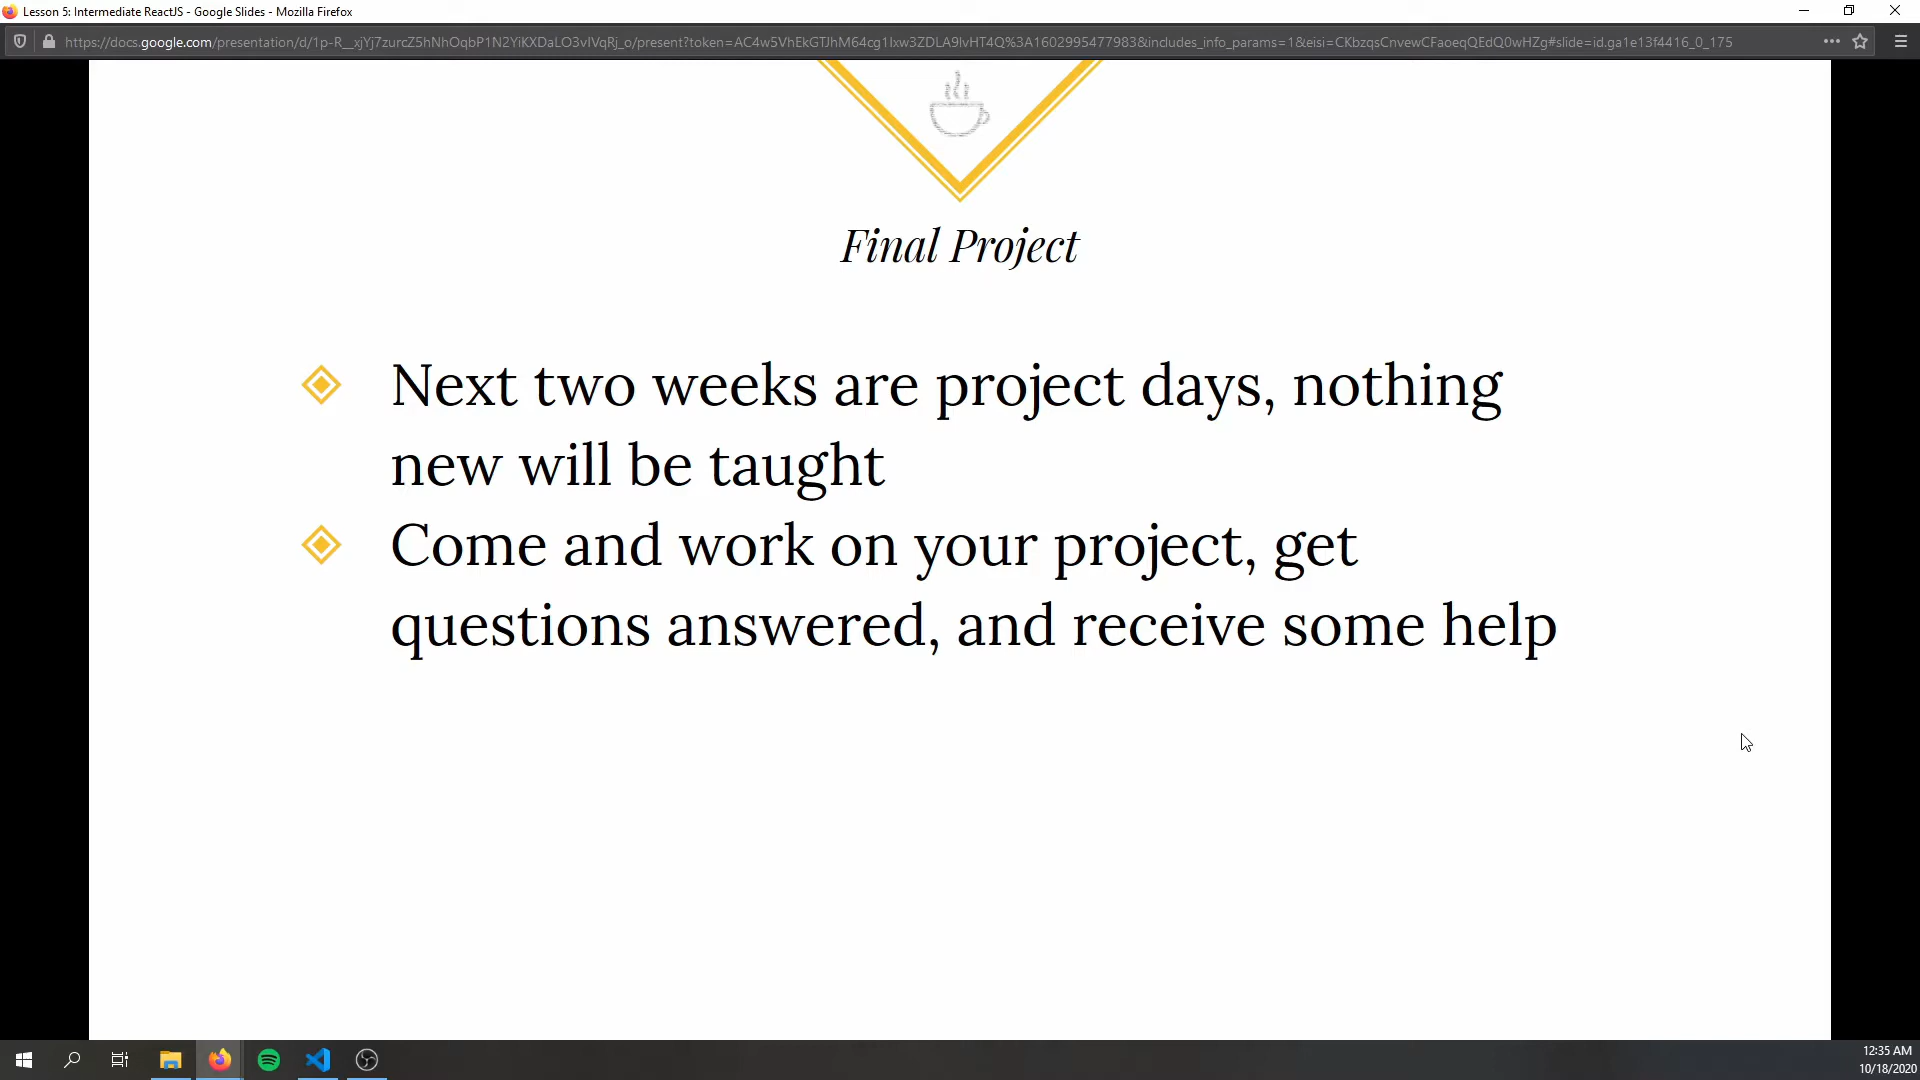 Lesson 5: Intermediate ReactJS - Google Slides - Mozilla Firefox
https://docs.google.com/presentation/d/1p-R__xjYj7zurcZ5hNhOqbP1N2YiKXDaLO3vIVqRj_o/present?token=AC4w5VhEkGTJhM64cg1Ixw3ZDLA9IvHT4Q%3A1602995477983&includes_info_params=1&eisi=CKbzqsCnvewCFaoeqQEdQ0wHZg#slide=id.ga1e13f4416_0_175
Final Project
Next two weeks are project days, nothing
new will be taught
Come and work on your project, get
questions answered, and receive some help
12:35 AM
10/18/2020